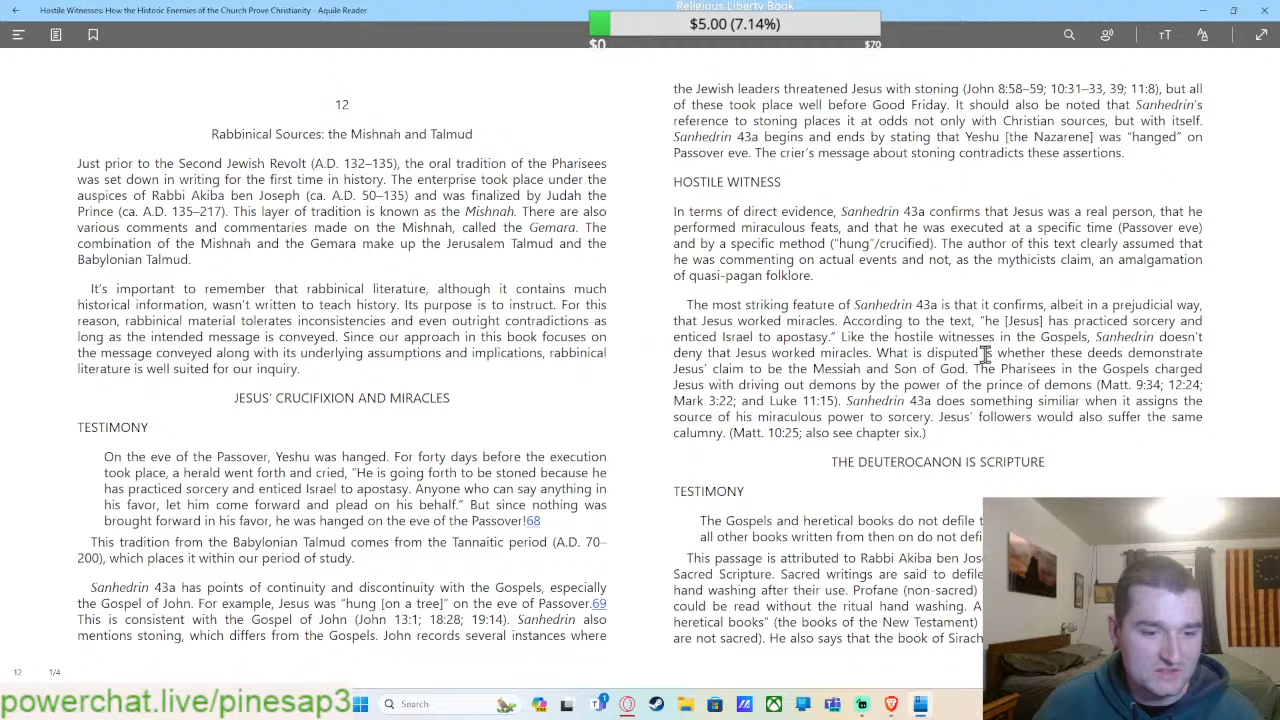 Hostile Witnesses: How the Historic Enemies of the Church Prove Christianity - Aquile Reader
Religious Liberty Book
$5.00 (7.14%)
$0
$70
12
Rabbinical Sources: the Mishnah and Talmud
Just prior to the Second Jewish Revolt (A.D. 132–135), the oral tradition of the Pharisees
was set down in writing for the first time in history. The enterprise took place under the
auspices of Rabbi Akiba ben Joseph (ca. A.D. 50–135) and was finalized by Judah the
Prince (ca. A.D. 135–217). This layer of tradition is known as the Mishnah. There are also
various comments and commentaries made on the Mishnah, called the Gemara. The
combination of the Mishnah and the Gemara make up the Jerusalem Talmud and the
Babylonian Talmud.
It’s important to remember that rabbinical literature, although it contains much
historical information, wasn’t written to teach history. Its purpose is to instruct. For this
reason, rabbinical material tolerates inconsistencies and even outright contradictions as
long as the intended message is conveyed. Since our approach in this book focuses on
the message conveyed along with its underlying assumptions and implications, rabbinical
literature is well suited for our inquiry.
JESUS’ CRUCIFIXION AND MIRACLES
TESTIMONY
On the eve of the Passover, Yeshu was hanged. For forty days before the execution
took place, a herald went forth and cried, “He is going forth to be stoned because he
has practiced sorcery and enticed Israel to apostasy. Anyone who can say anything in
his favor, let him come forward and plead on his behalf.” But since nothing was
brought forward in his favor, he was hanged on the eve of the Passover!68
This tradition from the Babylonian Talmud comes from the Tannaitic period (A.D. 70–
200), which places it within our period of study.
Sanhedrin 43a has points of continuity and discontinuity with the Gospels, especially
the Gospel of John. For example, Jesus was “hung [on a tree]” on the eve of Passover.69
This is consistent with the Gospel of John (John 13:1; 18:28; 19:14). Sanhedrin also
mentions stoning, which differs from the Gospels. John records several instances where
the Jewish leaders threatened Jesus with stoning (John 8:58–59; 10:31–33, 39; 11:8), but all
of these took place well before Good Friday. It should also be noted that Sanhedrin’s
reference to stoning places it at odds not only with Christian sources, but with itself.
Sanhedrin 43a begins and ends by stating that Yeshu [the Nazarene] was “hanged” on
Passover eve. The crier’s message about stoning contradicts these assertions.
HOSTILE WITNESS
In terms of direct evidence, Sanhedrin 43a confirms that Jesus was a real person, that he
performed miraculous feats, and that he was executed at a specific time (Passover eve)
and by a specific method (“hung”/crucified). The author of this text clearly assumed that
he was commenting on actual events and not, as the mythicists claim, an amalgamation
of quasi-pagan folklore.
The most striking feature of Sanhedrin 43a is that it confirms, albeit in a prejudicial way,
that Jesus worked miracles. According to the text, “he [Jesus] has practiced sorcery and
enticed Israel to apostasy.” Like the hostile witnesses in the Gospels, Sanhedrin doesn’t
deny that Jesus worked miracles. What is disputed is whether these deeds demonstrate
Jesus’ claim to be the Messiah and Son of God. The Pharisees in the Gospels charged
Jesus with driving out demons by the power of the prince of demons (Matt. 9:34; 12:24;
Mark 3:22; and Luke 11:15). Sanhedrin 43a does something similiar when it assigns the
source of his miraculous power to sorcery. Jesus’ followers would also suffer the same
calumny. (Matt. 10:25; also see chapter six.)
THE DEUTEROCANON IS SCRIPTURE
TESTIMONY
The Gospels and heretical books do not defile
all other books written from then on do not
This passage is attributed to Rabbi Akiba ben
Sacred Scripture. Sacred writings are said to defile
hand washing after their use. Profane (non-sacred)
could be read without the ritual hand washing.
heretical books” (the books of the New Testament)
are not sacred). He also says that the book of Sirach
12
1/4
powerchat.live/pinesap3
Search
1